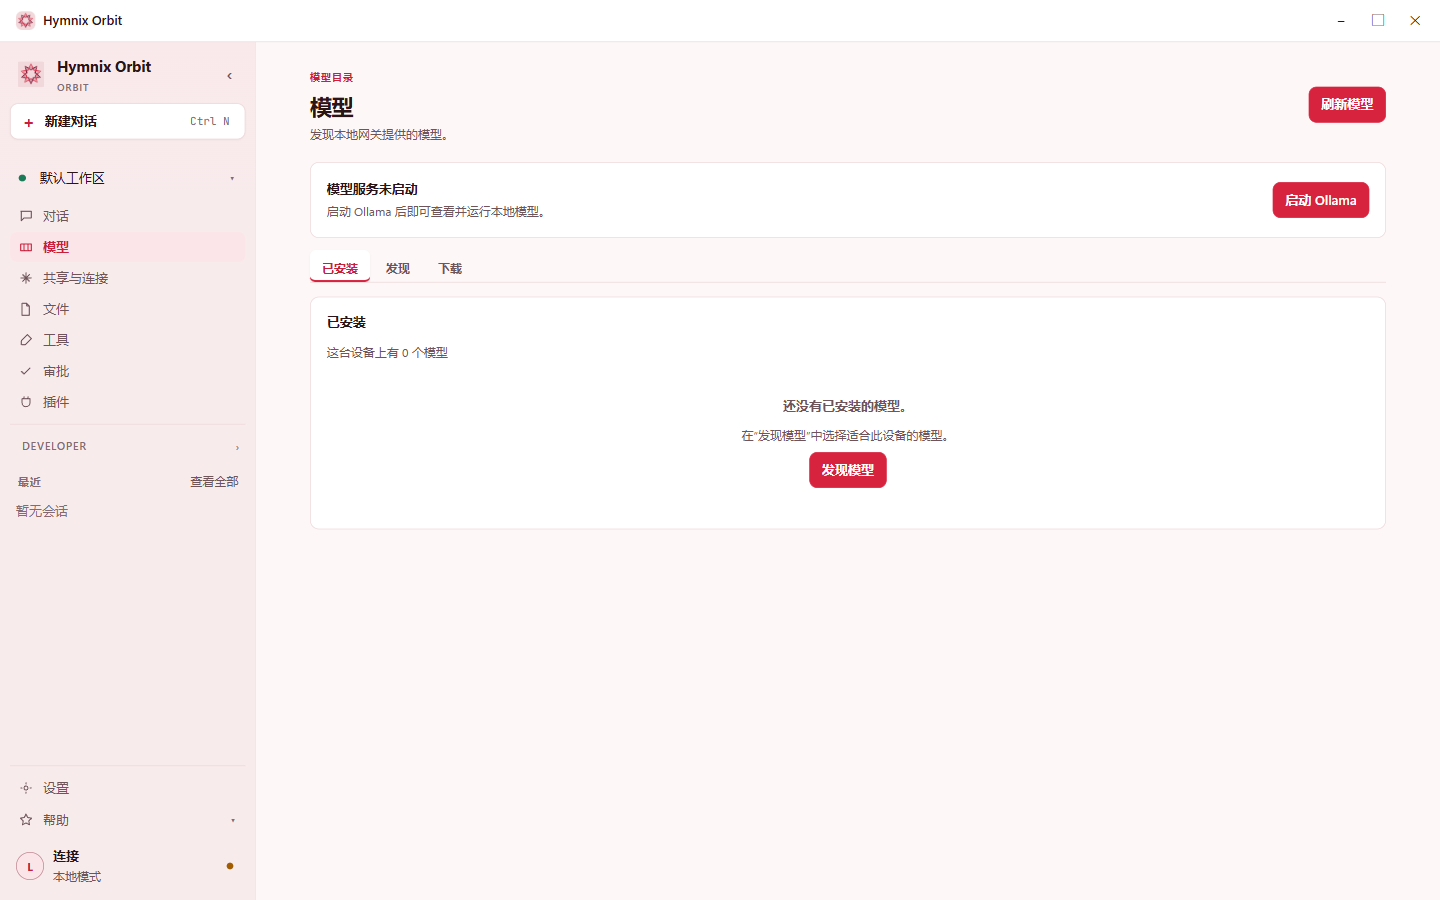 Hymnix Orbit
Hymnix Orbit
ORBIT
新建对话
Ctrl N
默认工作区
对话
模型
共享与连接
文件
工具
审批
插件
DEVELOPER
最近
查看全部
暂无会话
设置
帮助
L
连接
本地模式
模型目录
模型
发现本地网关提供的模型。
刷新模型
模型服务未启动
启动 Ollama 后即可查看并运行本地模型。
启动 Ollama
已安装
发现
下载
已安装
这台设备上有 0 个模型
还没有已安装的模型。
在"发现模型"中选择适合此设备的模型。
发现模型